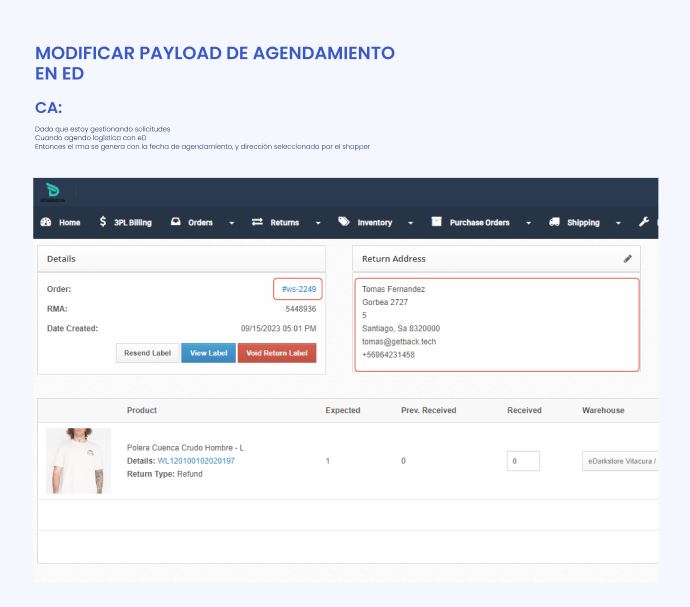 MODIFICAR PAYLOAD DE AGENDAMIENTO
EN ED
CA:
Dado que estoy gestionando solicitudes
Cuando agendo logística con eD
Entonces el rma se genera con la fecha de agendamiento, y dirección seleccionada por el shopper
Home $ 3PL Billing Orders Returns Inventory Purchase Orders Shipping
Details
Order: #ws-2249
RMA: 5448936
Date Created: 09/15/2023 05:01 PM
Resend Label View Label Void Return Label
Return Address
Tomas Fernandez
Gorbea 2727
5
Santiago, Sa 8320000
tomas@getback.tech
+56964231458
Product Expected Prev. Received Received Warehouse
Polera Cuenca Crudo Hombre - L
Details: WL120100102020197
Return Type: Refund
1 0 0 eDarkstore Vitacura /